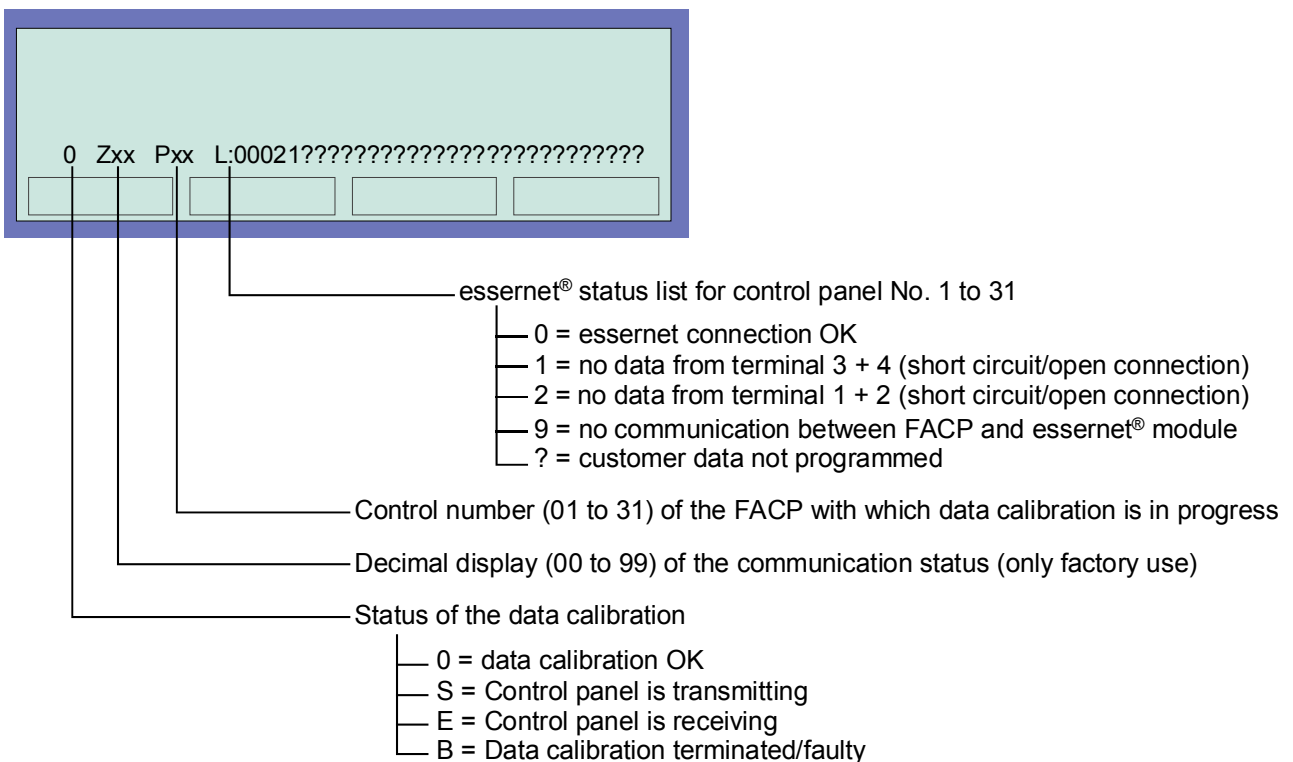 0 Zxx Pxx L:00021??????????????????????????
essernet® status list for control panel No. 1 to 31
0 = essernet connection OK
1 = no data from terminal 3 + 4 (short circuit/open connection)
2 = no data from terminal 1 + 2 (short circuit/open connection)
9 = no communication between FACP and essernet® module
? = customer data not programmed
Control number (01 to 31) of the FACP with which data calibration is in progress
Decimal display (00 to 99) of the communication status (only factory use)
Status of the data calibration
0 = data calibration OK
S = Control panel is transmitting
E = Control panel is receiving
B = Data calibration terminated/faulty